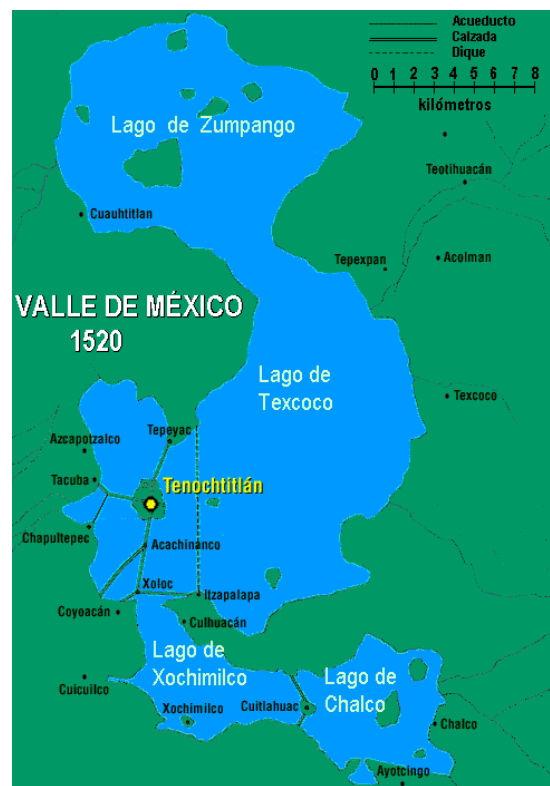 Acueducto
Calzada
Dique
0 1 2 3 4 5 6 7 8
kilómetros
Lago de Zumpango
Teotihuacán
Cuauhtitlan
Tepexpan
Acolman
VALLE DE MÉXICO
1520
Lago de
Texcoco
Texcoco
Tepeyac
Azcapotzalco
Tacuba
Tenochtitlán
Chapultepec
Acachinanco
Xoloc
Itzapalapa
Coyoacán
Culhuacán
Lago de
Xochimilco
Lago de
Chalco
Cuicuilco
Xochimilco
Cuitlahuac
Chalco
Ayotcingo